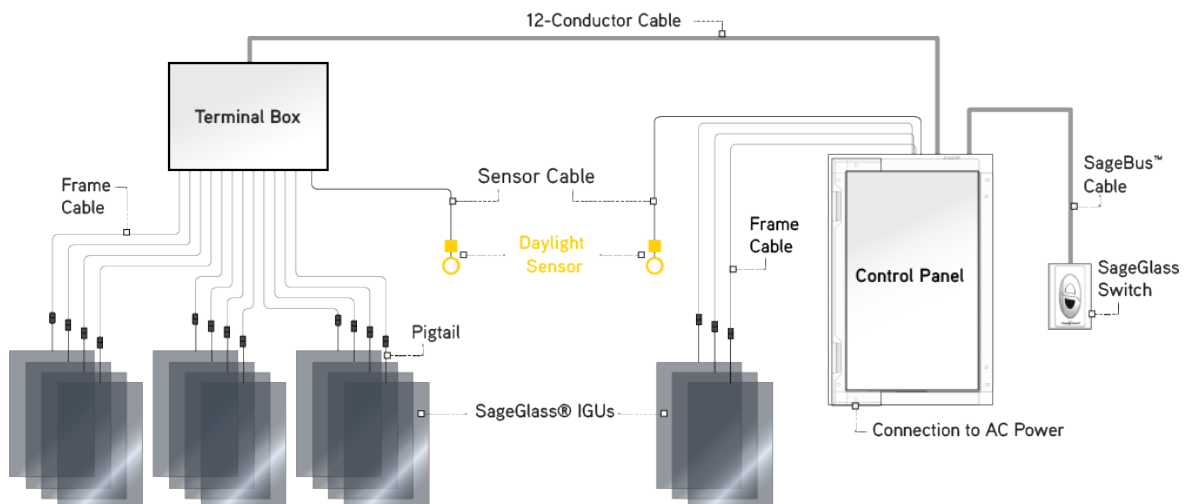 12-Conductor Cable
Terminal Box
Frame
Cable
Sensor Cable
Daylight
Sensor
Frame
Cable
Control Panel
SageBus™
Cable
SageGlass
Switch
Pigtail
SageGlass® IGUs
Connection to AC Power